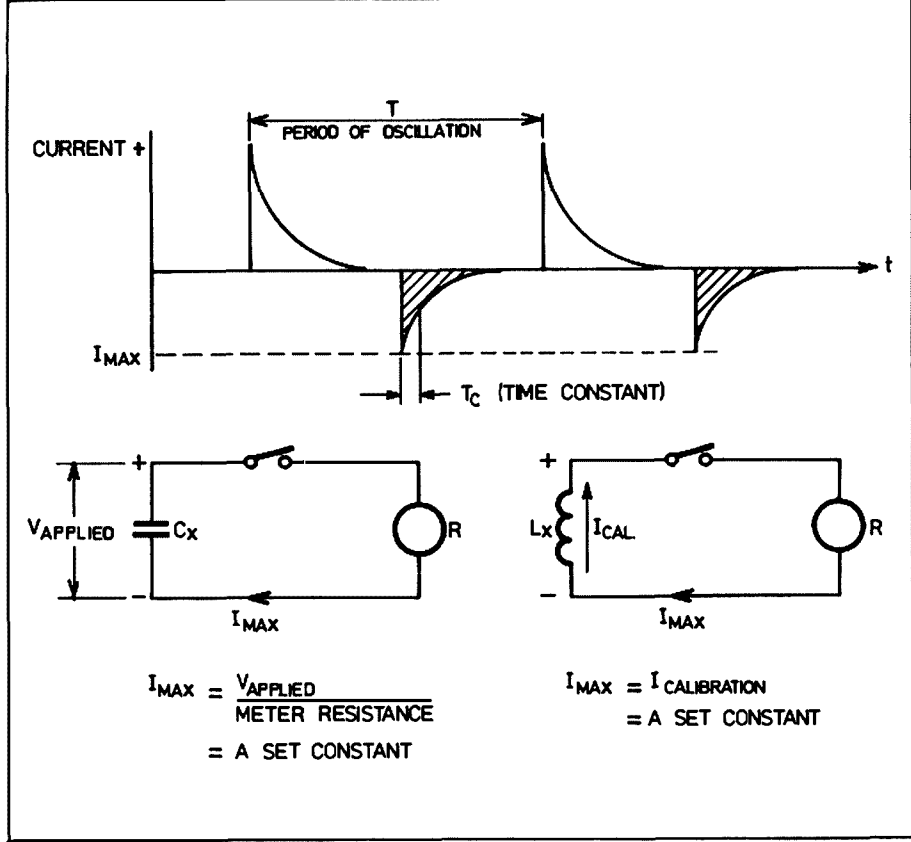 T
PERIOD OF OSCILLATION
CURRENT +
t
IMAX
TC (TIME CONSTANT)
+
+
VAPPLIED
CX
R
LX
ICAL.
R
−
−
IMAX
IMAX
IMAX = VAPPLIED
METER RESISTANCE
= A SET CONSTANT
IMAX = ICALIBRATION
= A SET CONSTANT